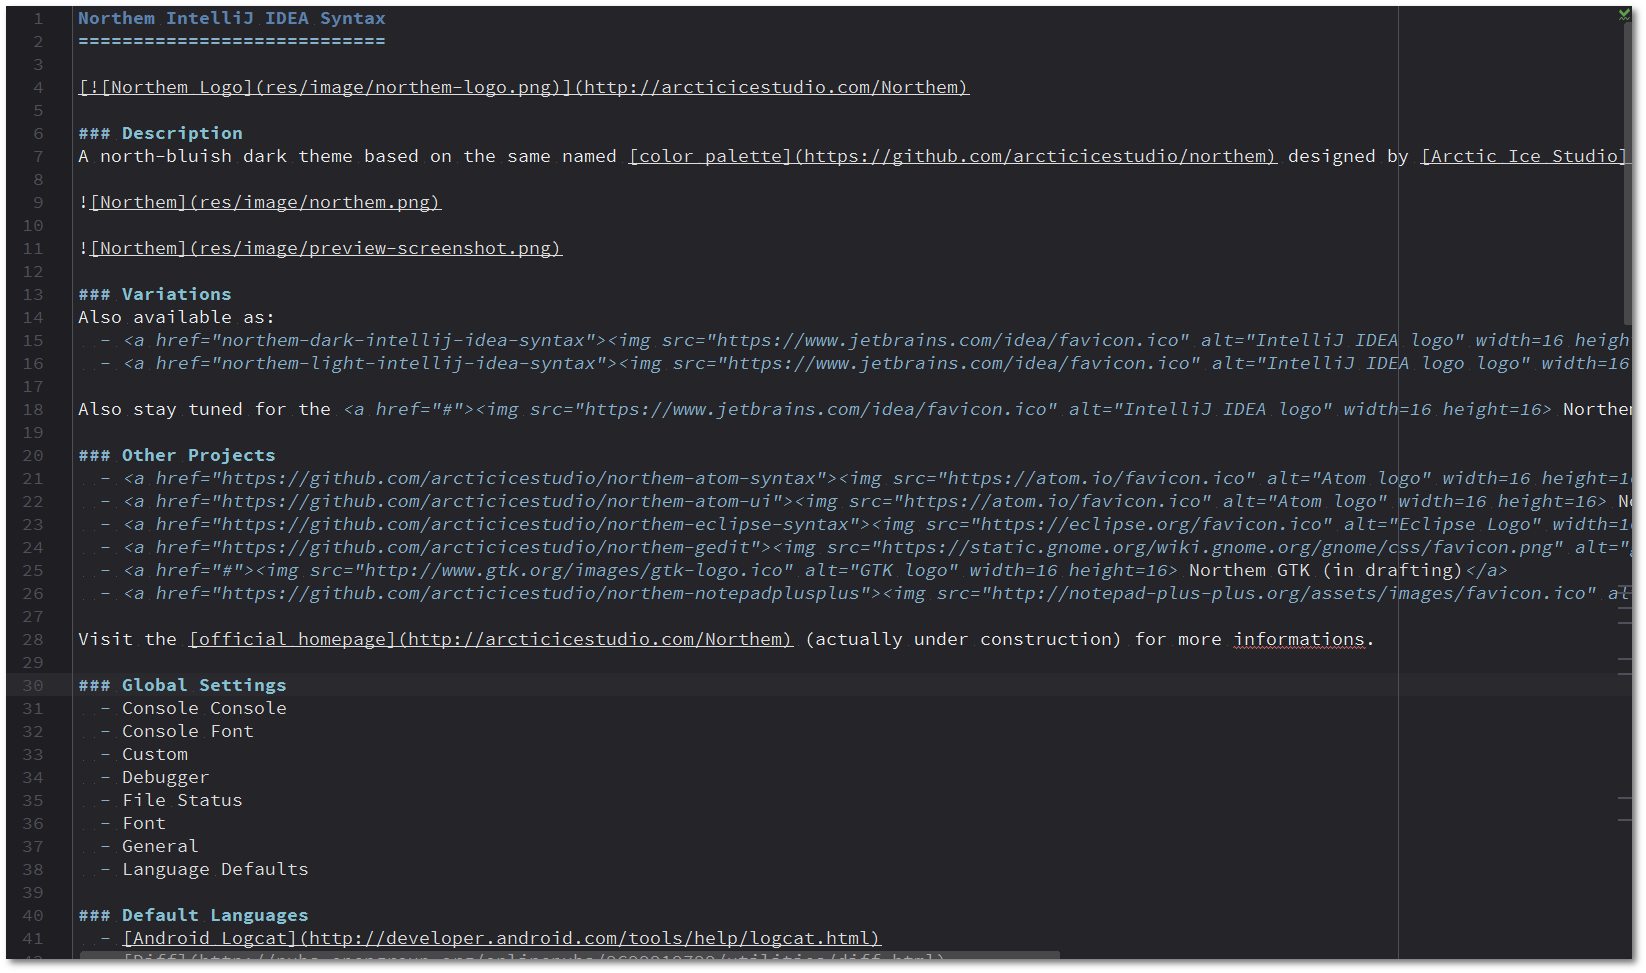 1 Northem IntelliJ IDEA Syntax
2 ============================
3
4 [![Northem Logo](res/image/northem-logo.png)](http://arcticicestudio.com/Northem)
5
6 ### Description
7 A north-bluish dark theme based on the same named [color palette](https://github.com/arcticicestudio/northem) designed by [Arctic Ice Studio]
8
9 ![Northem](res/image/northem.png)
10
11 ![Northem](res/image/preview-screenshot.png)
12
13 ### Variations
14 Also available as:
15 - <a href="northem-dark-intellij-idea-syntax"><img src="https://www.jetbrains.com/idea/favicon.ico" alt="IntelliJ IDEA logo" width=16 heigh
16 - <a href="northem-light-intellij-idea-syntax"><img src="https://www.jetbrains.com/idea/favicon.ico" alt="IntelliJ IDEA logo logo" width=16
17
18 Also stay tuned for the <a href="#"><img src="https://www.jetbrains.com/idea/favicon.ico" alt="IntelliJ IDEA logo" width=16 height=16> Northem
19
20 ### Other Projects
21 - <a href="https://github.com/arcticicestudio/northem-atom-syntax"><img src="https://atom.io/favicon.ico" alt="Atom logo" width=16 height=1
22 - <a href="https://github.com/arcticicestudio/northem-atom-ui"><img src="https://atom.io/favicon.ico" alt="Atom logo" width=16 height=16> No
23 - <a href="https://github.com/arcticicestudio/northem-eclipse-syntax"><img src="https://eclipse.org/favicon.ico" alt="Eclipse Logo" width=1
24 - <a href="https://github.com/arcticicestudio/northem-gedit"><img src="https://static.gnome.org/wiki.gnome.org/gnome/css/favicon.png" alt="g
25 - <a href="#"><img src="http://www.gtk.org/images/gtk-logo.ico" alt="GTK logo" width=16 height=16> Northem GTK (in drafting)</a>
26 - <a href="https://github.com/arcticicestudio/northem-notepadplusplus"><img src="http://notepad-plus-plus.org/assets/images/favicon.ico" al
27
28 Visit the [official homepage](http://arcticicestudio.com/Northem) (actually under construction) for more informations.
29
30 ### Global Settings
31 - Console Console
32 - Console Font
33 - Custom
34 - Debugger
35 - File Status
36 - Font
37 - General
38 - Language Defaults
39
40 ### Default Languages
41 - [Android Logcat](http://developer.android.com/tools/help/logcat.html)